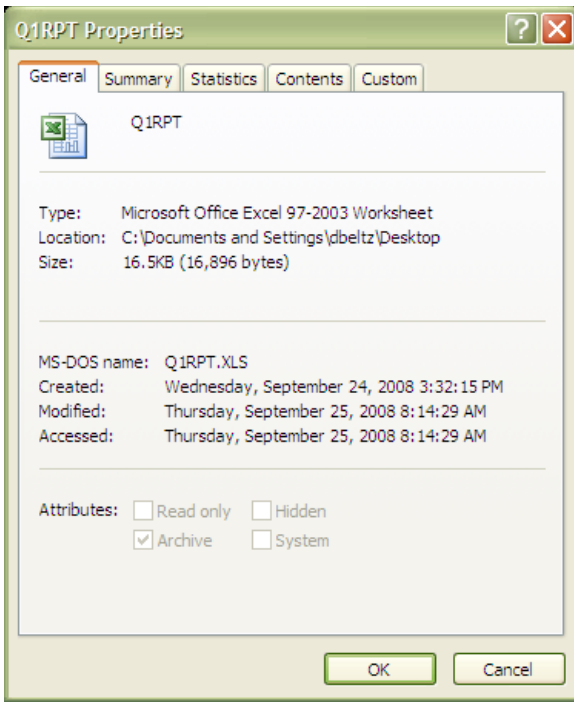 Q1RPT Properties
General Summary Statistics Contents Custom
Q1RPT
Type: Microsoft Office Excel 97-2003 Worksheet
Location: C:\Documents and Settings\dbeltz\Desktop
Size: 16.5KB (16,896 bytes)
MS-DOS name: Q1RPT.XLS
Created: Wednesday, September 24, 2008 3:32:15 PM
Modified: Thursday, September 25, 2008 8:14:29 AM
Accessed: Thursday, September 25, 2008 8:14:29 AM
Attributes: Read only Hidden
Archive System
OK Cancel